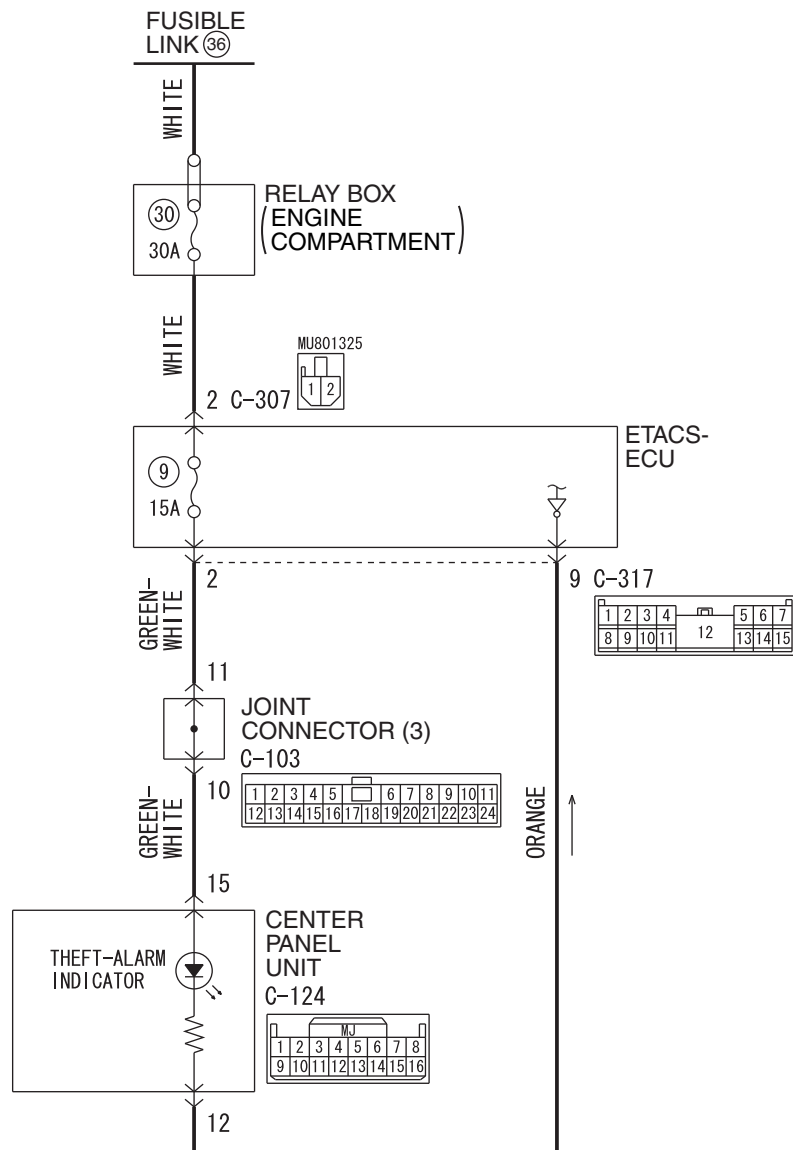 FUSIBLE
LINK 36
WHITE
30
30A
RELAY BOX
(ENGINE
COMPARTMENT)
WHITE
MU801325
1 2
2 C-307
ETACS-
ECU
9
15A
2
9 C-317
1 2 3 4 5 6 7
8 9 10 11 12 13 14 15
GREEN-
WHITE
11
JOINT
CONNECTOR (3)
C-103
10
1 2 3 4 5 6 7 8 9 10 11
12 13 14 15 16 17 18 19 20 21 22 23 24
GREEN-
WHITE
ORANGE
15
THEFT-ALARM
INDICATOR
CENTER
PANEL
UNIT
C-124
MJ
1 2 3 4 5 6 7 8
9 10 11 12 13 14 15 16
12